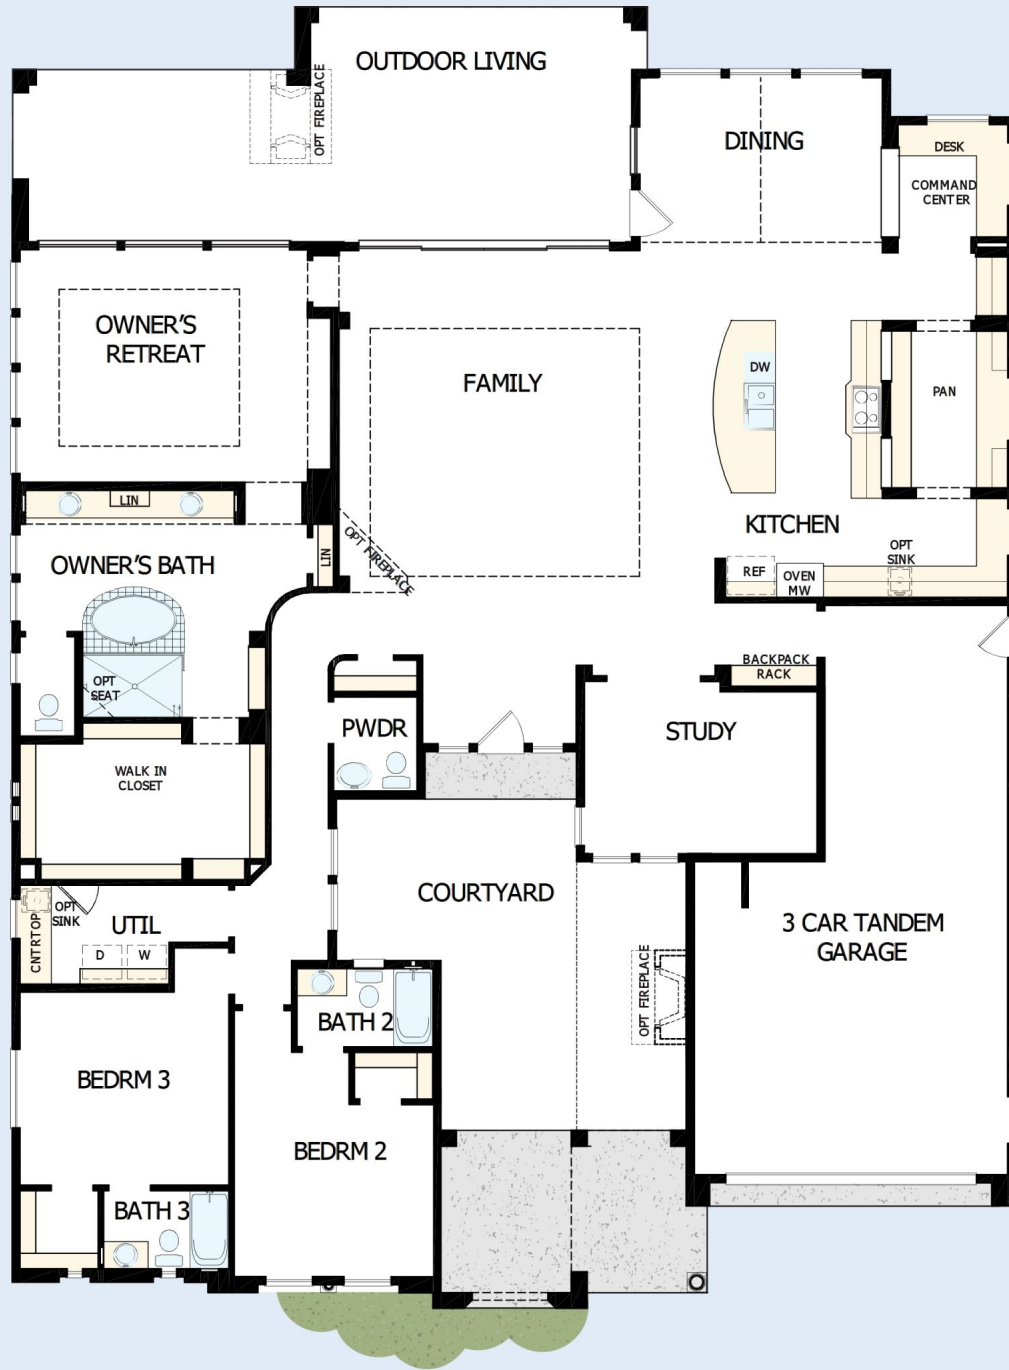 OUTDOOR LIVING
OPT FIREPLACE
DINING
DESK
COMMAND
CENTER
OWNER'S
RETREAT
FAMILY
DW
PAN
LIN
KITCHEN
OWNER'S BATH
LIN
OPT FIREPLACE
OPT
SINK
REF
OVEN
MW
OPT
SEAT
BACKPACK
RACK
PWDR
STUDY
WALK IN
CLOSET
COURTYARD
CNTRTOP
OPT
SINK
UTIL
D
W
3 CAR TANDEM
GARAGE
OPT FIREPLACE
BATH 2
BEDRM 3
BEDRM 2
BATH 3